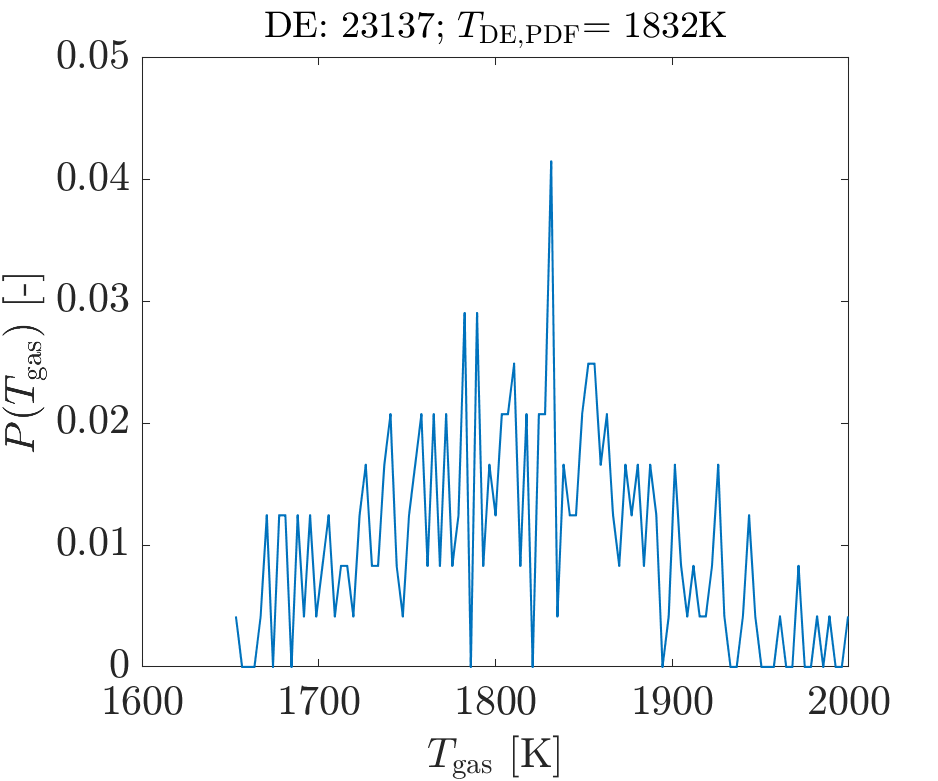 DE: 23137; T_DE,PDF= 1832K
0.05
0.04
0.03
0.02
0.01
0
P(T_gas) [-]
1600 1700 1800 1900 2000
T_gas [K]